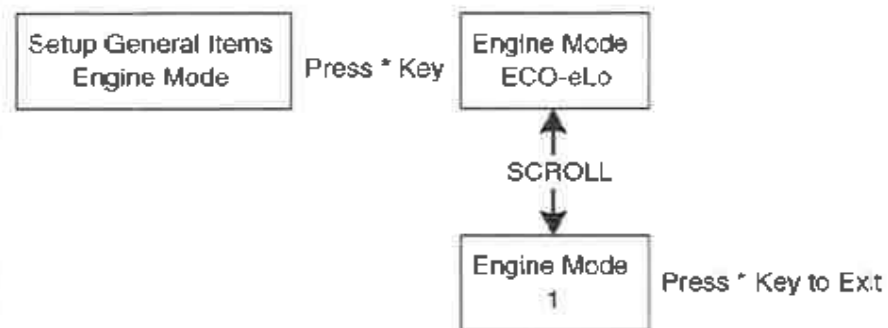 Setup General Items
Engine Mode
Press * Key
Engine Mode
ECO-eLo
SCROLL
Engine Mode
1
Press * Key to Exit